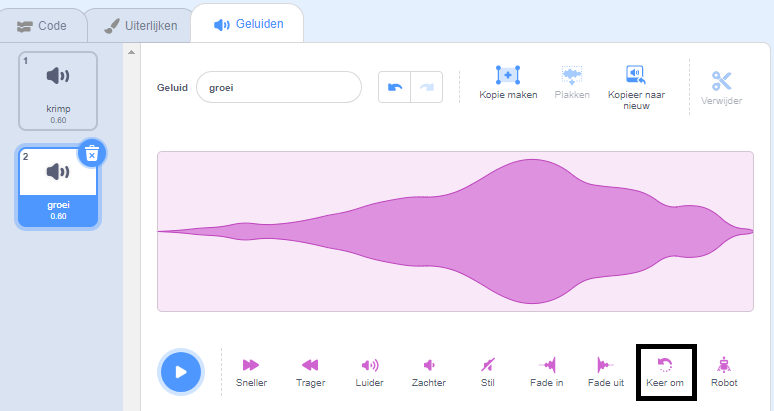 Code
Uiterlijken
Geluiden
1
krimp
0.60
2
groei
0.60
Geluid
groei
Kopie maken
Plakken
Kopieer naar
nieuw
Verwijder
Sneller
Trager
Luider
Zachter
Stil
Fade in
Fade uit
Keer om
Robot